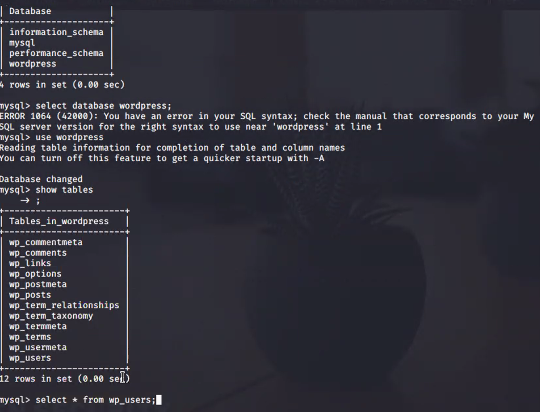 | Database           |
+--------------------+
| information_schema |
| mysql              |
| performance_schema |
| wordpress          |
+--------------------+
4 rows in set (0.00 sec)
mysql> select database wordpress;
ERROR 1064 (42000): You have an error in your SQL syntax; check the manual that corresponds to your My
SQL server version for the right syntax to use near 'wordpress' at line 1
mysql> use wordpress
Reading table information for completion of table and column names
You can turn off this feature to get a quicker startup with -A
Database changed
mysql> show tables
    -> ;
+-----------------------+
| Tables_in_wordpress   |
+-----------------------+
| wp_commentmeta        |
| wp_comments           |
| wp_links              |
| wp_options            |
| wp_postmeta           |
| wp_posts              |
| wp_term_relationships |
| wp_term_taxonomy      |
| wp_termmeta           |
| wp_terms              |
| wp_usermeta           |
| wp_users              |
+-----------------------+
12 rows in set (0.00 sec)
mysql> select * from wp_users;